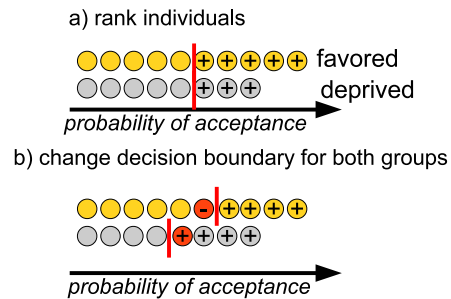 a) rank individuals
+ + + + + favored
+ + + deprived
probability of acceptance
b) change decision boundary for both groups
- + + + +
+ + + +
probability of acceptance